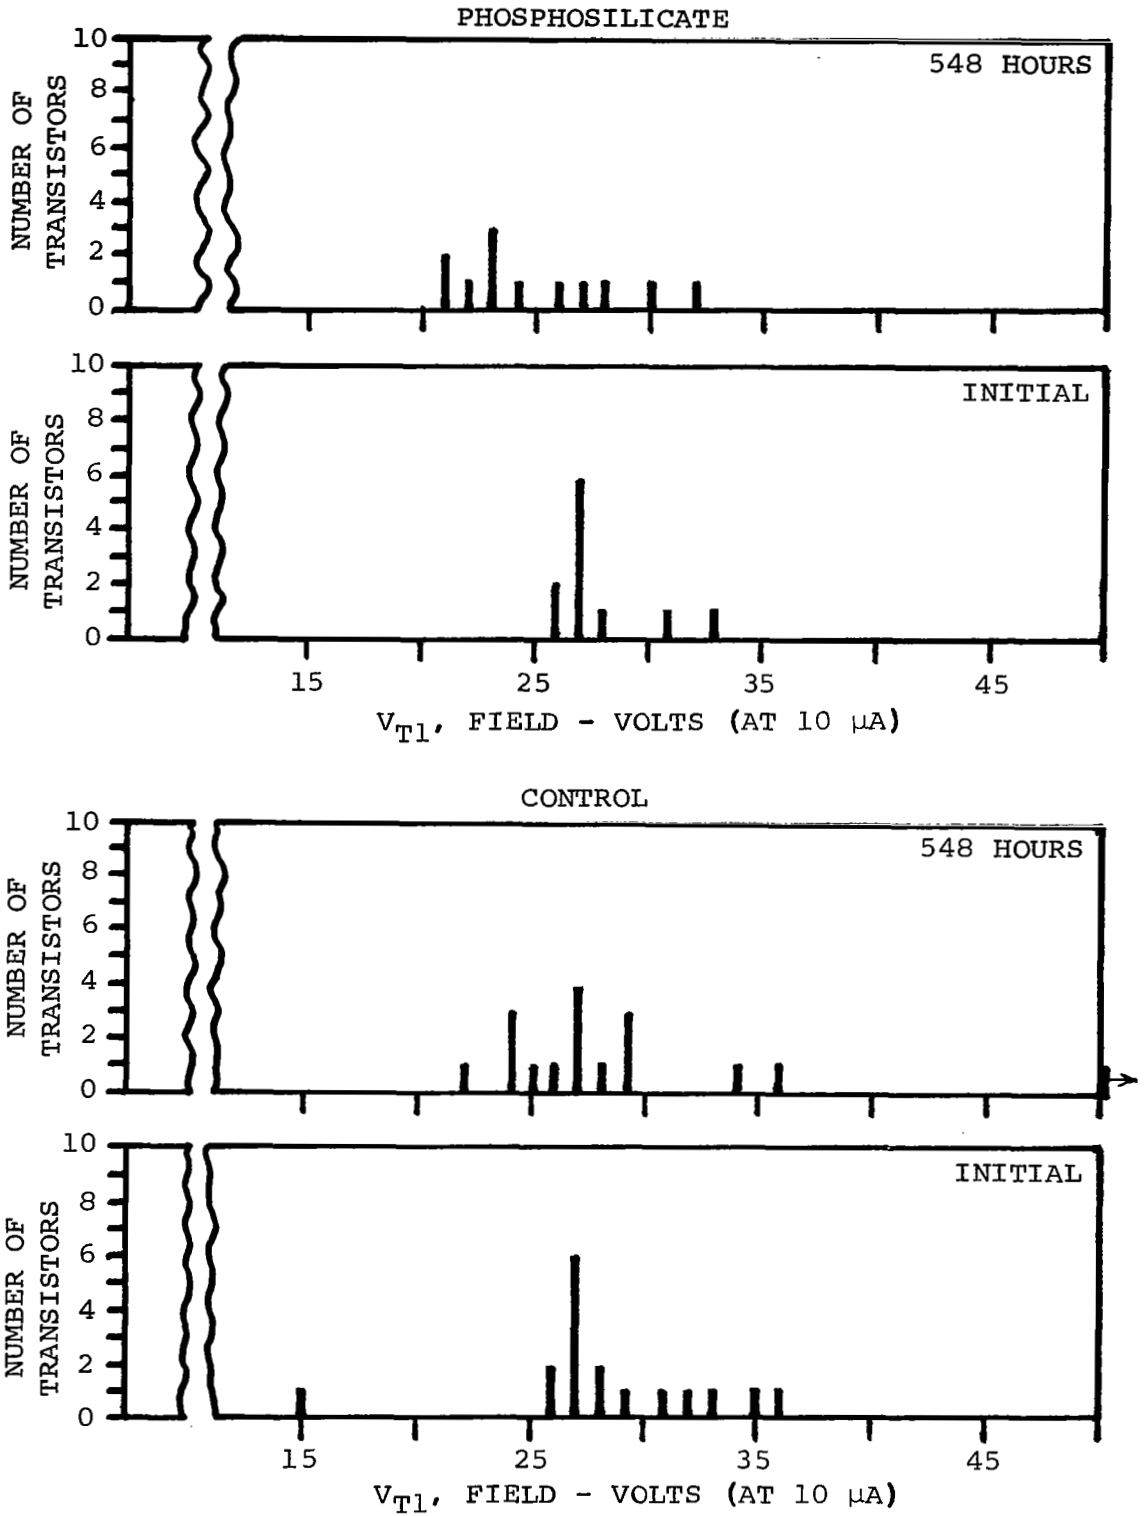 PHOSPHOSILICATE
548 HOURS
NUMBER OF
TRANSISTORS
10
8
6
4
2
0
INITIAL
NUMBER OF
TRANSISTORS
10
8
6
4
2
0
15 25 35 45
VT1, FIELD - VOLTS (AT 10 µA)
CONTROL
548 HOURS
NUMBER OF
TRANSISTORS
10
8
6
4
2
0
INITIAL
NUMBER OF
TRANSISTORS
10
8
6
4
2
0
15 25 35 45
VT1, FIELD - VOLTS (AT 10 µA)